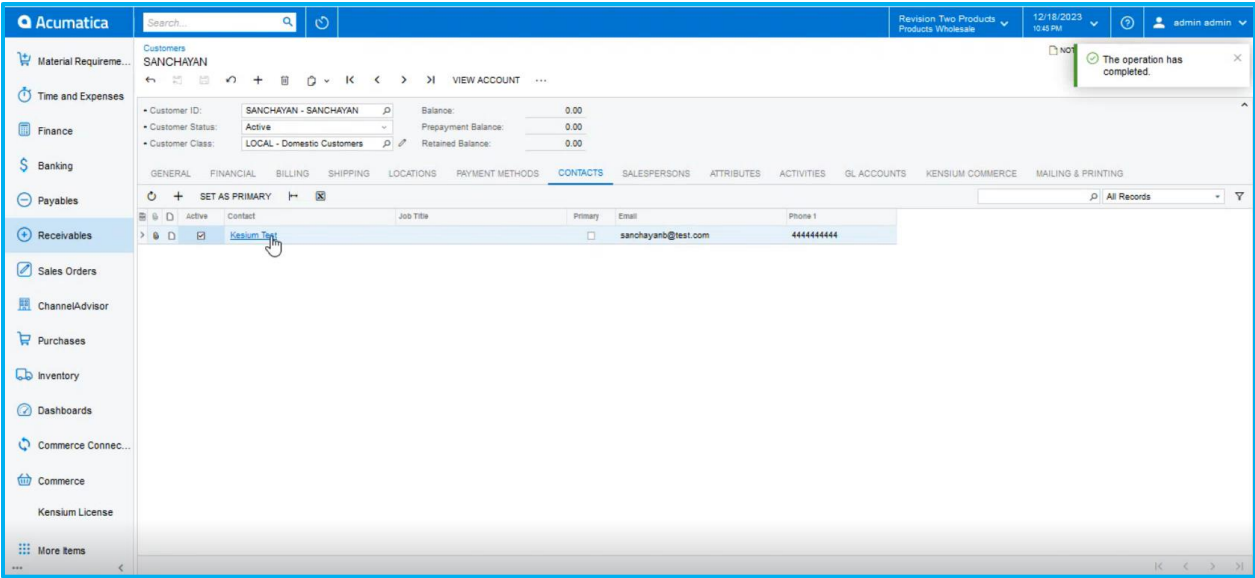 Acumatica
Search...
Revision Two Products
Products Wholesale
12/18/2023
10:45 PM
admin admin
Material Requireme...
Time and Expenses
Finance
Banking
Payables
Receivables
Sales Orders
ChannelAdvisor
Purchases
Inventory
Dashboards
Commerce Connec...
Commerce
Kensium License
More Items
Customers
SANCHAYAN
NOT
The operation has
completed.
VIEW ACCOUNT
Customer ID: SANCHAYAN - SANCHAYAN Balance: 0.00
Customer Status: Active Prepayment Balance: 0.00
Customer Class: LOCAL - Domestic Customers Retained Balance: 0.00
GENERAL FINANCIAL BILLING SHIPPING LOCATIONS PAYMENT METHODS CONTACTS SALESPERSONS ATTRIBUTES ACTIVITIES GL ACCOUNTS KENSIUM COMMERCE MAILING & PRINTING
SET AS PRIMARY All Records
Active Contact Job Title Primary Email Phone 1
Kesium Test sanchayanb@test.com 4444444444